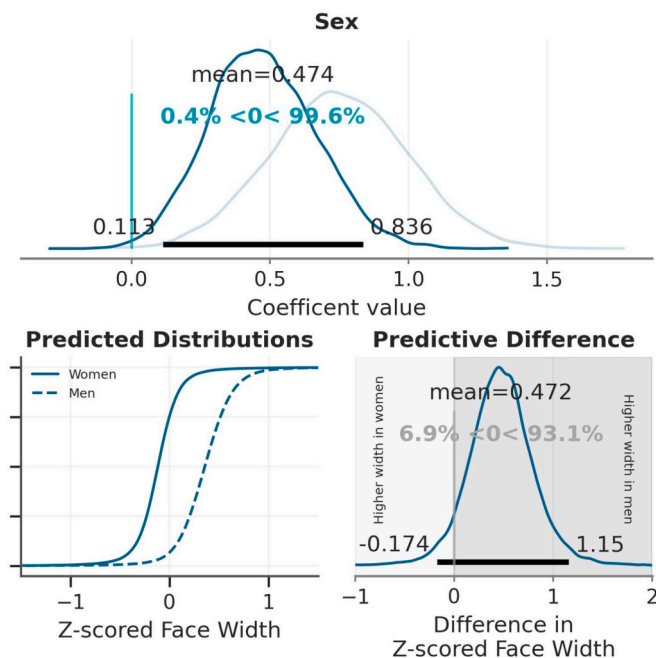 Sex
mean=0.474
0.4% <0< 99.6%
0.113
0.836
0.0
0.5
1.0
1.5
Coefficent value
Predicted Distributions
Women
Men
−1
0
1
Z-scored Face Width
Predictive Difference
mean=0.472
6.9% <0< 93.1%
Higher width in women
Higher width in men
-0.174
1.15
−1
0
1
2
Difference in
Z-scored Face Width